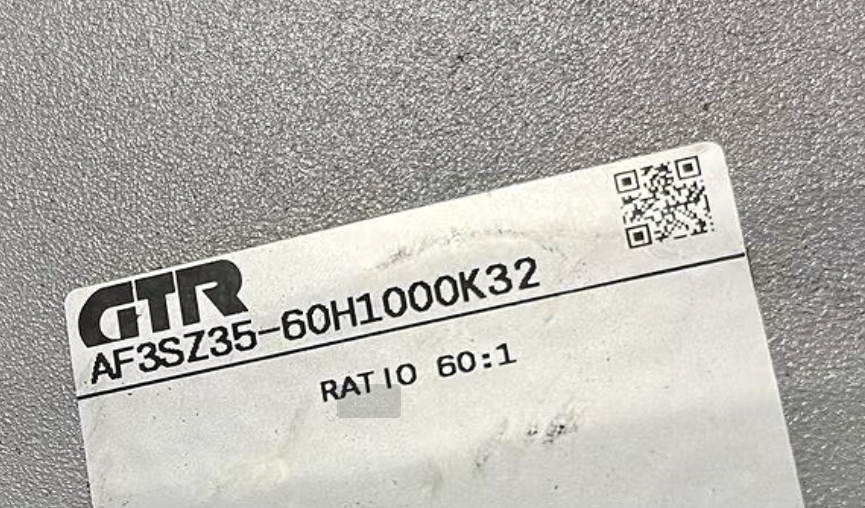 GTR
AF3SZ35-60H1000K32
RATIO 60:1